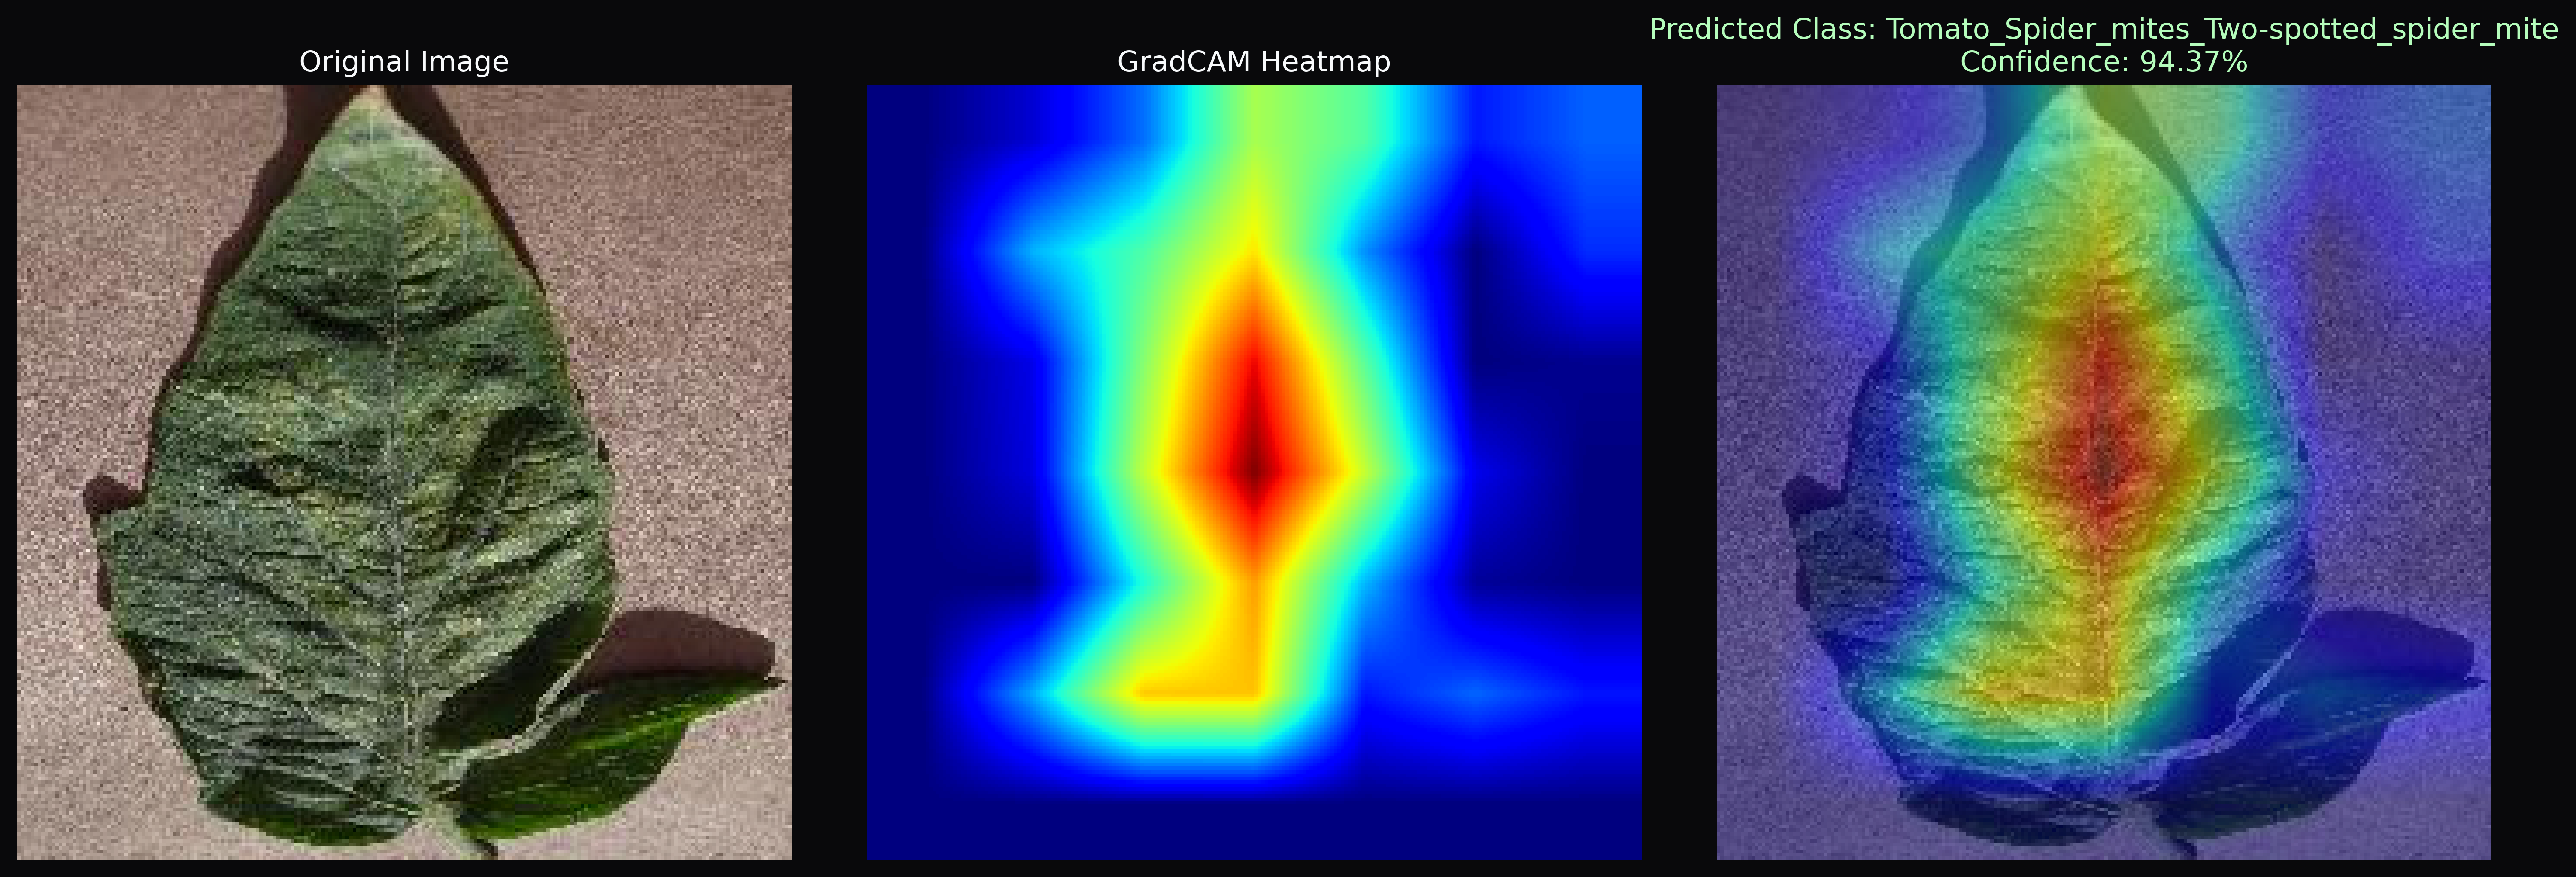 Original Image
GradCAM Heatmap
Predicted Class: Tomato_Spider_mites_Two-spotted_spider_mite
Confidence: 94.37%